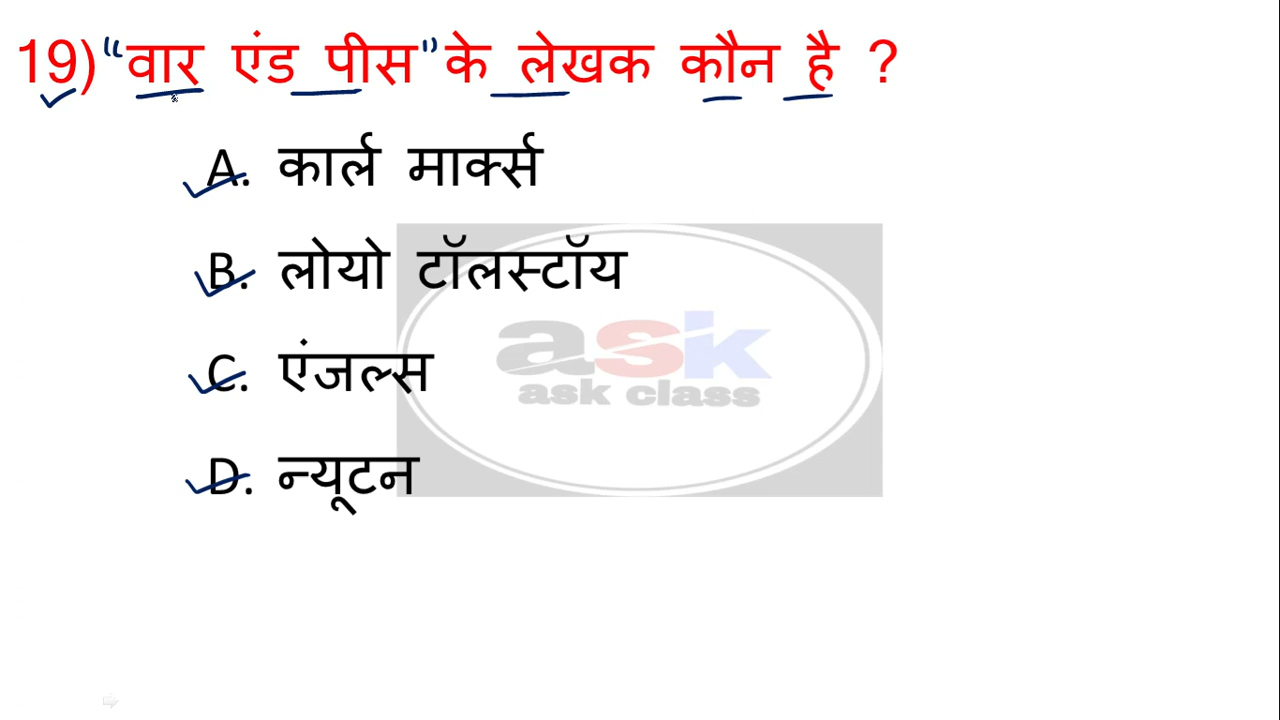 19)“वार एंड पीस”के लेखक कौन है ?
A. कार्ल मार्क्स
B. लोयो टॉलस्टॉय
C. एंजल्स
D. न्यूटन
ask
ask class